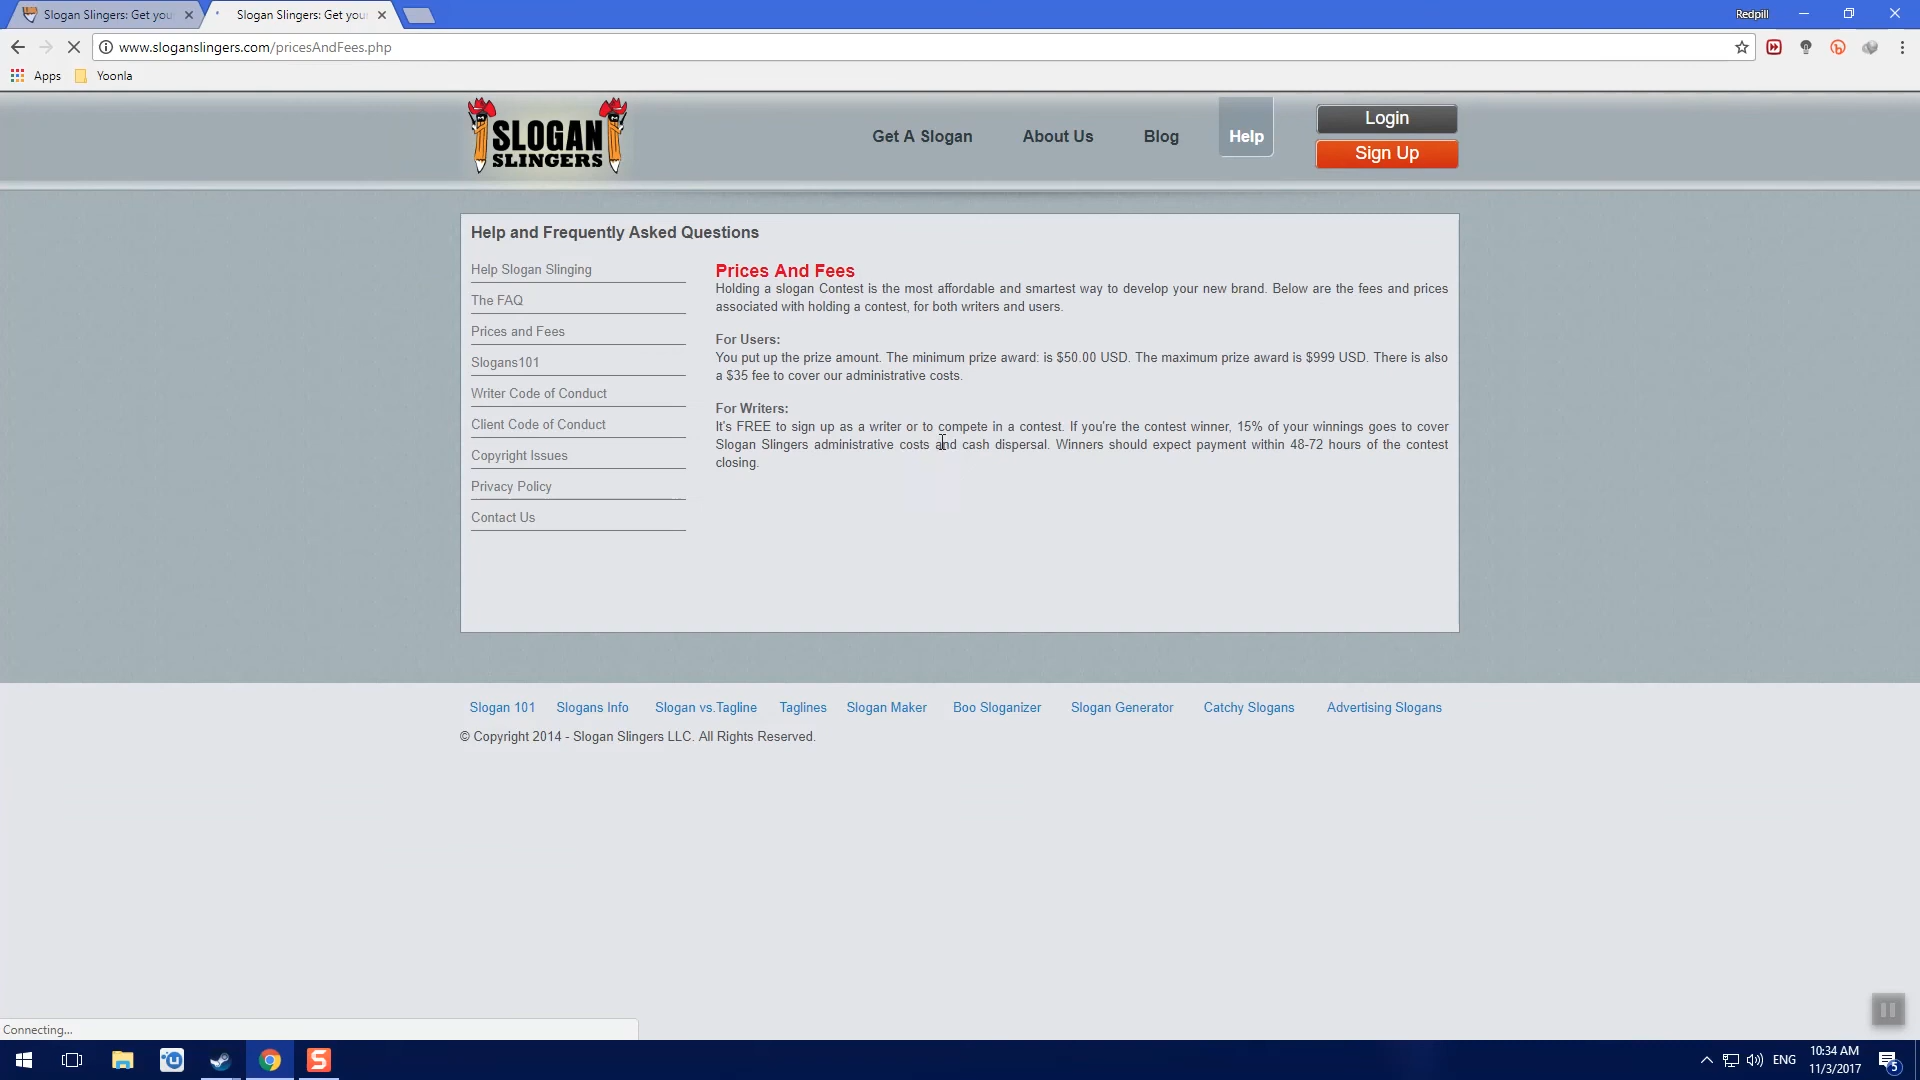 Slogan Slingers: Get you
Slogan Slingers: Get your
Redpill
www.sloganslingers.com/pricesAndFees.php
Apps
Yoonla
SLOGAN
SLINGERS
Get A Slogan
About Us
Blog
Help
Login
Sign Up
Help and Frequently Asked Questions
Help Slogan Slinging
The FAQ
Prices and Fees
Slogans101
Writer Code of Conduct
Client Code of Conduct
Copyright Issues
Privacy Policy
Contact Us
Prices And Fees
Holding a slogan Contest is the most affordable and smartest way to develop your new brand. Below are the fees and prices
associated with holding a contest, for both writers and users.
For Users:
You put up the prize amount. The minimum prize award: is $50.00 USD. The maximum prize award is $999 USD. There is also
a $35 fee to cover our administrative costs.
For Writers:
It's FREE to sign up as a writer or to compete in a contest. If you're the contest winner, 15% of your winnings goes to cover
Slogan Slingers administrative costs and cash dispersal. Winners should expect payment within 48-72 hours of the contest
closing.
Slogan 101
Slogans Info
Slogan vs.Tagline
Taglines
Slogan Maker
Boo Sloganizer
Slogan Generator
Catchy Slogans
Advertising Slogans
© Copyright 2014 - Slogan Slingers LLC. All Rights Reserved.
Connecting...
ENG
10:34 AM
11/3/2017
5